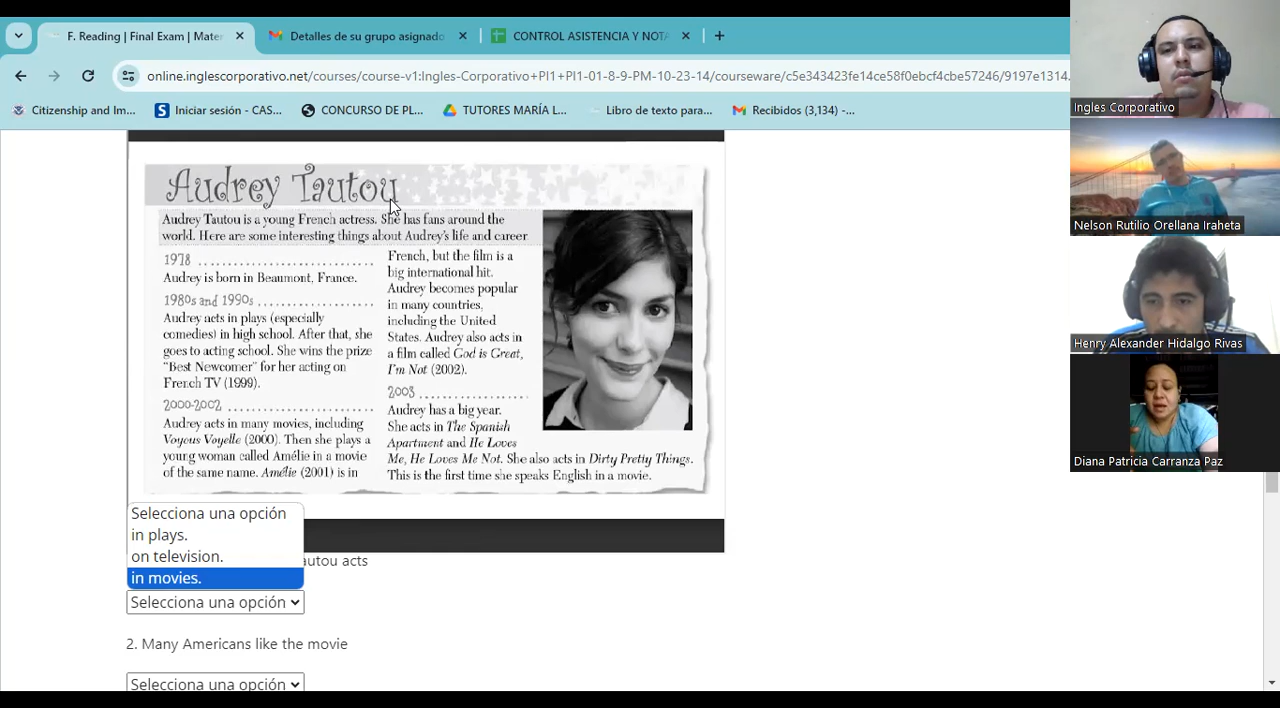 F. Reading | Final Exam | Mater
Detalles de su grupo asignado
CONTROL ASISTENCIA Y NOTA
online.inglescorporativo.net/courses/course-v1:Ingles-Corporativo+PI1+PI1-01-8-9-PM-10-23-14/courseware/c5e343423fe14ce58f0ebcf4cbe57246/9197e1314
Citizenship and Im...
Iniciar sesión - CAS...
CONCURSO DE PL...
TUTORES MARÍA L...
Libro de texto para...
Recibidos (3,134) -...
Audrey Tautou
Audrey Tautou is a young French actress. She has fans around the
world. Here are some interesting things about Audrey's life and career
1978
Audrey is born in Beaumont, France.
1980s and 1990s
Audrey acts in plays (especially
comedies) in high school. After that, she
goes to acting school. She wins the prize
"Best Newcomer" for her acting on
French TV (1999).
2000-2002
Audrey acts in many movies, including
Voyous Voyelle (2000). Then she plays a
young woman called Amélie in a movie
of the same name. Amélie (2001) is in
French, but the film is a
big international hit.
Audrey becomes popular
in many countries,
including the United
States. Audrey also acts in
a film called God is Great,
I'm Not (2002).
2003
Audrey has a big year.
She acts in The Spanish
Apartment and He Loves
Me, He Loves Me Not. She also acts in Dirty Pretty Things.
This is the first time she speaks English in a movie.
Selecciona una opción
in plays.
on television.
in movies.
autou acts
Selecciona una opción
2. Many Americans like the movie
Selecciona una opción
Ingles Corporativo
Nelson Rutilio Orellana Iraheta
Henry Alexander Hidalgo Rivas
Diana Patricia Carranza Paz